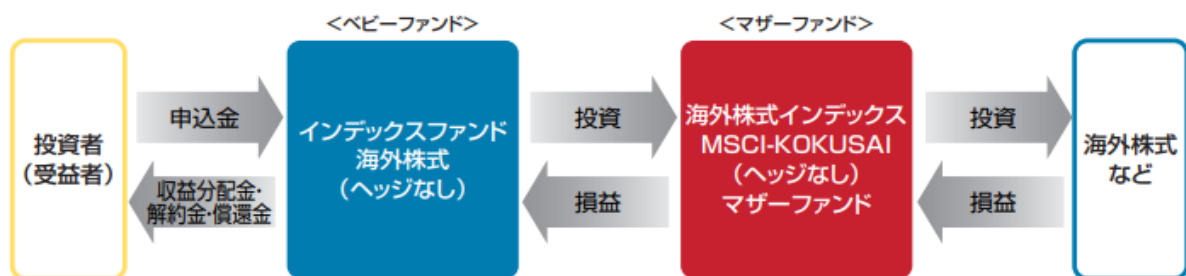 <ベビーファンド>
<マザーファンド>
投資者
(受益者)
申込金
収益分配金・
解約金・償還金
インデックスファンド
海外株式
(ヘッジなし)
投資
損益
海外株式インデックス
MSCI-KOKUSAI
(ヘッジなし)
マザーファンド
投資
損益
海外株式
など